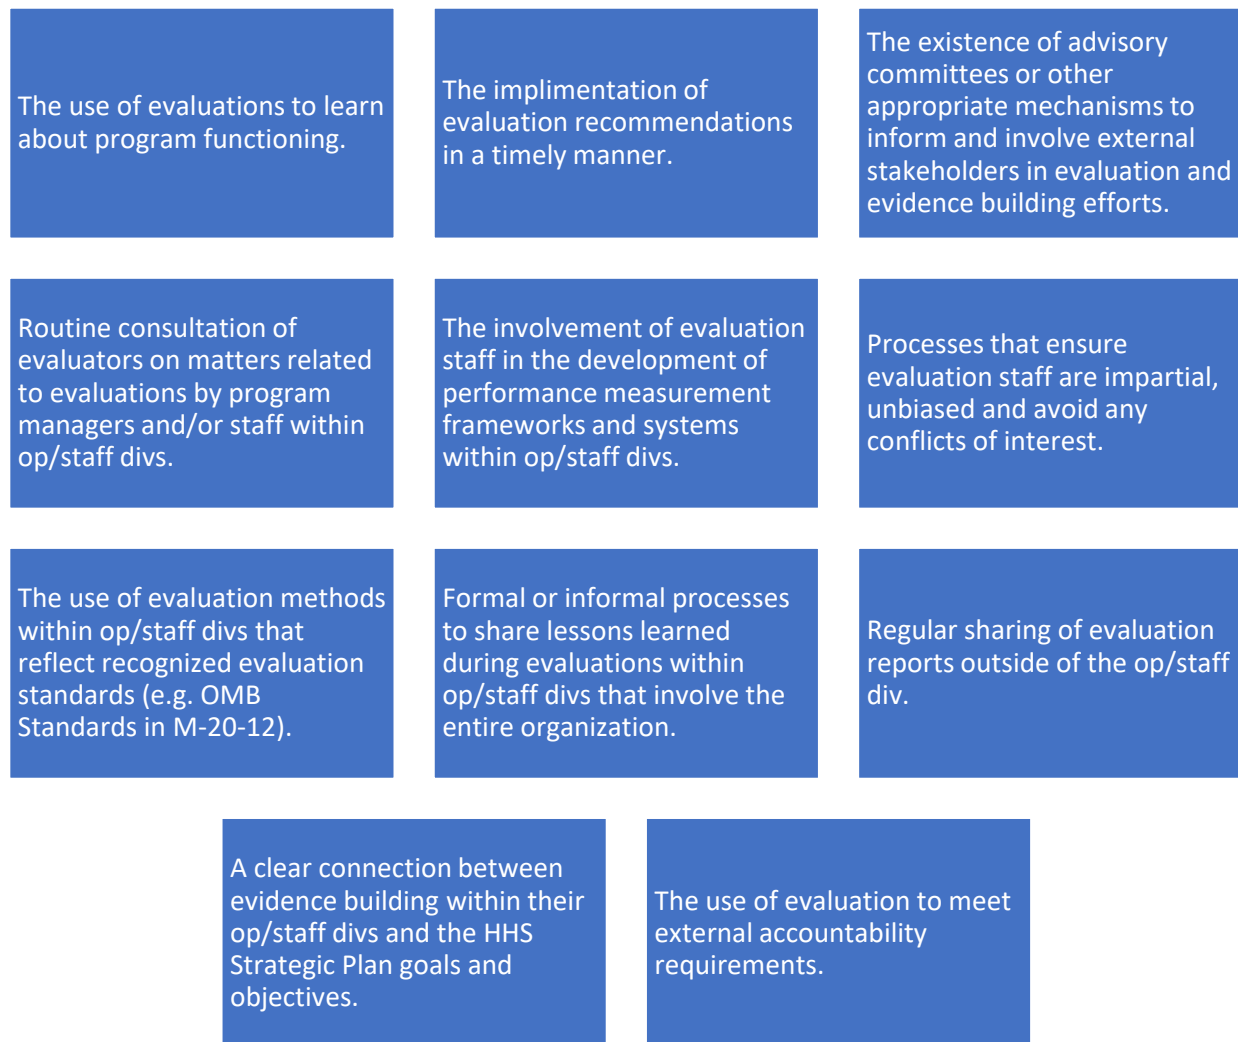 The use of evaluations to learn
about program functioning.
The implimentation of
evaluation recommendations
in a timely manner.
The existence of advisory
committees or other
appropriate mechanisms to
inform and involve external
stakeholders in evaluation and
evidence building efforts.
Routine consultation of
evaluators on matters related
to evaluations by program
managers and/or staff within
op/staff divs.
The involvement of evaluation
staff in the development of
performance measurement
frameworks and systems
within op/staff divs.
Processes that ensure
evaluation staff are impartial,
unbiased and avoid any
conflicts of interest.
The use of evaluation methods
within op/staff divs that
reflect recognized evaluation
standards (e.g. OMB
Standards in M-20-12).
Formal or informal processes
to share lessons learned
during evaluations within
op/staff divs that involve the
entire organization.
Regular sharing of evaluation
reports outside of the op/staff
div.
A clear connection between
evidence building within their
op/staff divs and the HHS
Strategic Plan goals and
objectives.
The use of evaluation to meet
external accountability
requirements.